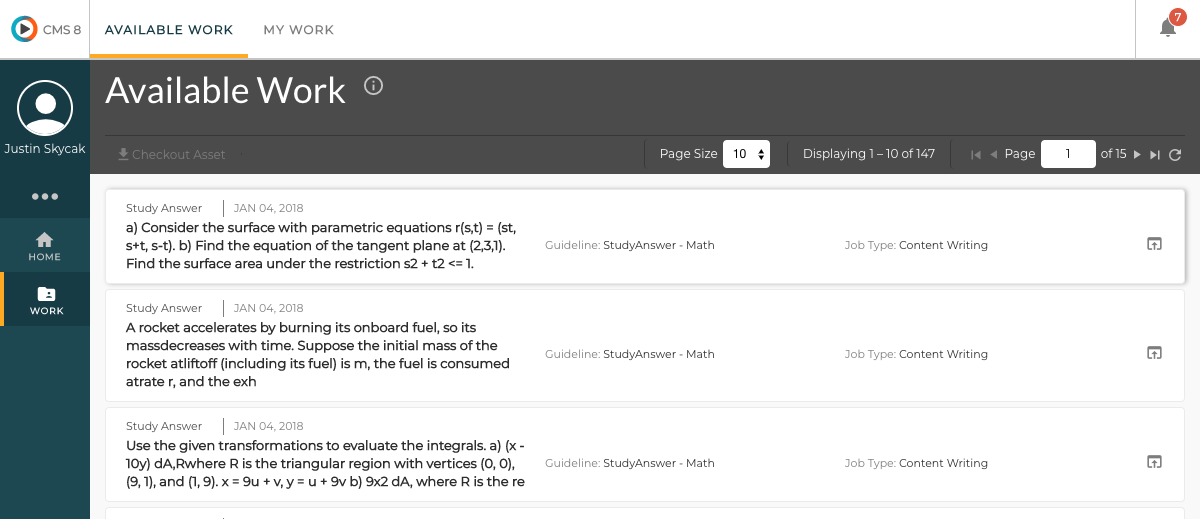 CMS 8
AVAILABLE WORK
MY WORK
7
Justin Skycak
HOME
WORK
Available Work
Checkout Asset
Page Size
10
Displaying 1 – 10 of 147
Page
1
of 15
Study Answer
JAN 04, 2018
a) Consider the surface with parametric equations r(s,t) = (st,
s+t, s-t). b) Find the equation of the tangent plane at (2,3,1).
Find the surface area under the restriction s2 + t2 <= 1.
Guideline: StudyAnswer - Math
Job Type: Content Writing
Study Answer
JAN 04, 2018
A rocket accelerates by burning its onboard fuel, so its
massdecreases with time. Suppose the initial mass of the
rocket atliftoff (including its fuel) is m, the fuel is consumed
atrate r, and the exh
Guideline: StudyAnswer - Math
Job Type: Content Writing
Study Answer
JAN 04, 2018
Use the given transformations to evaluate the integrals. a) (x -
10y) dA,Rwhere R is the triangular region with vertices (0, 0),
(9, 1), and (1, 9). x = 9u + v, y = u + 9v b) 9x2 dA, where R is the re
Guideline: StudyAnswer - Math
Job Type: Content Writing